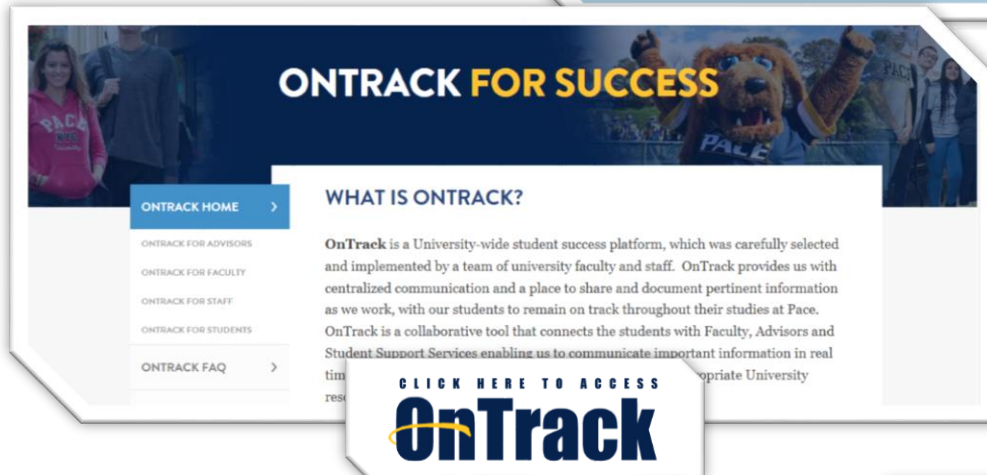 ONTRACK FOR SUCCESS
PACE
PACE
PACE
ONTRACK HOME >
ONTRACK FOR ADVISORS
ONTRACK FOR FACULTY
ONTRACK FOR STAFF
ONTRACK FOR STUDENTS
ONTRACK FAQ >
WHAT IS ONTRACK?
OnTrack is a University-wide student success platform, which was carefully selected
and implemented by a team of university faculty and staff. OnTrack provides us with
centralized communication and a place to share and document pertinent information
as we work, with our students to remain on track throughout their studies at Pace.
OnTrack is a collaborative tool that connects the students with Faculty, Advisors and
Student Support Services enabling us to communicate important information in real
University
CLICK HERE TO ACCESS
OnTrack